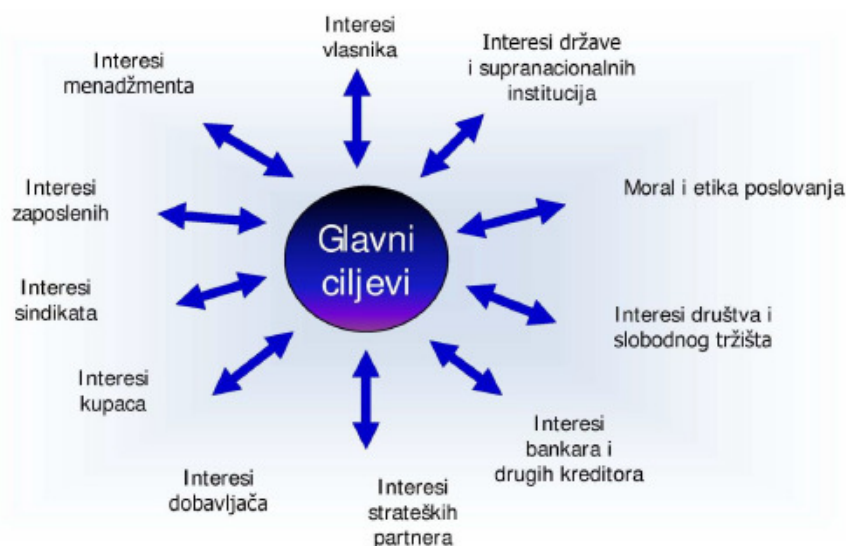 Interesi
vlasnika
Interesi države
i supranacionalnih
institucija
Interesi
menadžmenta
Moral i etika poslovanja
Interesi
zaposlenih
Glavni
ciljevi
Interesi
sindikata
Interesi društva i
slobodnog tržišta
Interesi
kupaca
Interesi
bankara i
drugih kreditora
Interesi
dobavljača
Interesi
strateških
partnera